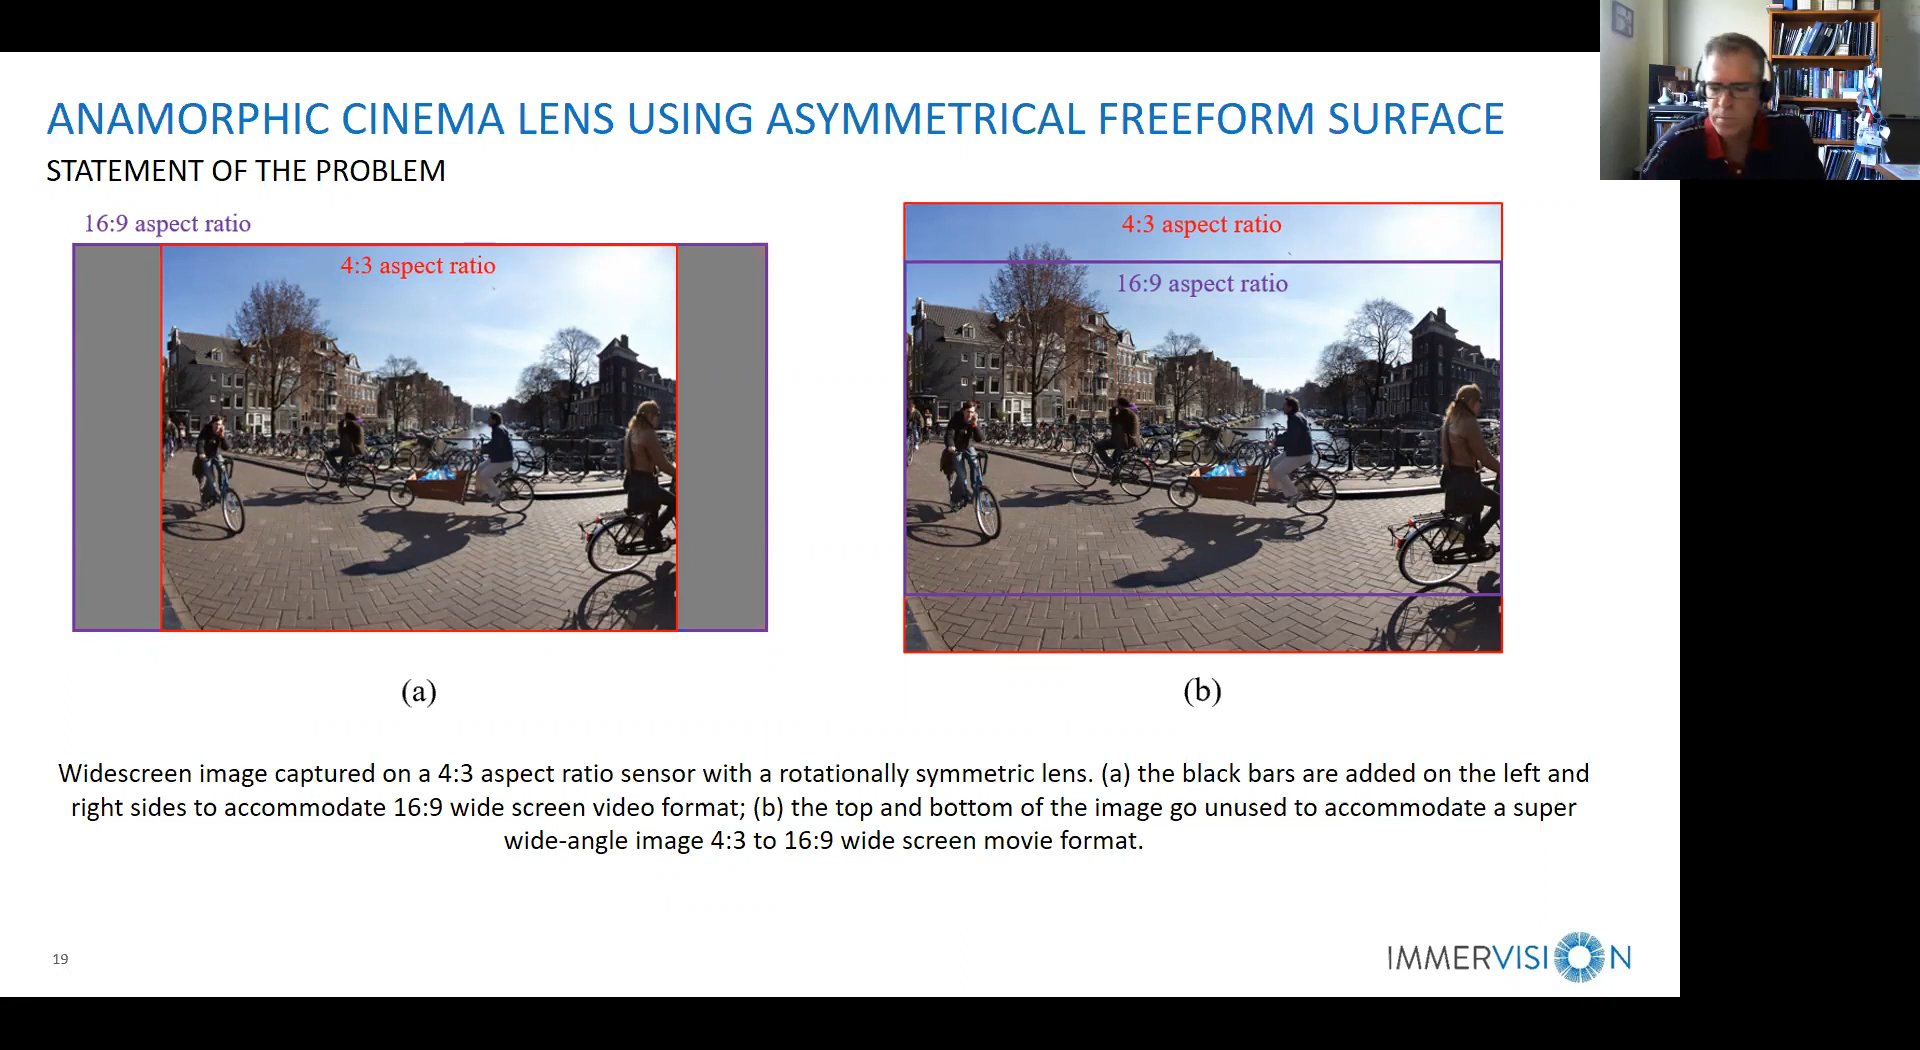 ANAMORPHIC CINEMA LENS USING ASYMMETRICAL FREEFORM SURFACE
STATEMENT OF THE PROBLEM
16:9 aspect ratio
4:3 aspect ratio
4:3 aspect ratio
16:9 aspect ratio
(a)
(b)
Widescreen image captured on a 4:3 aspect ratio sensor with a rotationally symmetric lens. (a) the black bars are added on the left and
right sides to accommodate 16:9 wide screen video format; (b) the top and bottom of the image go unused to accommodate a super
wide-angle image 4:3 to 16:9 wide screen movie format.
19
IMMERVISION